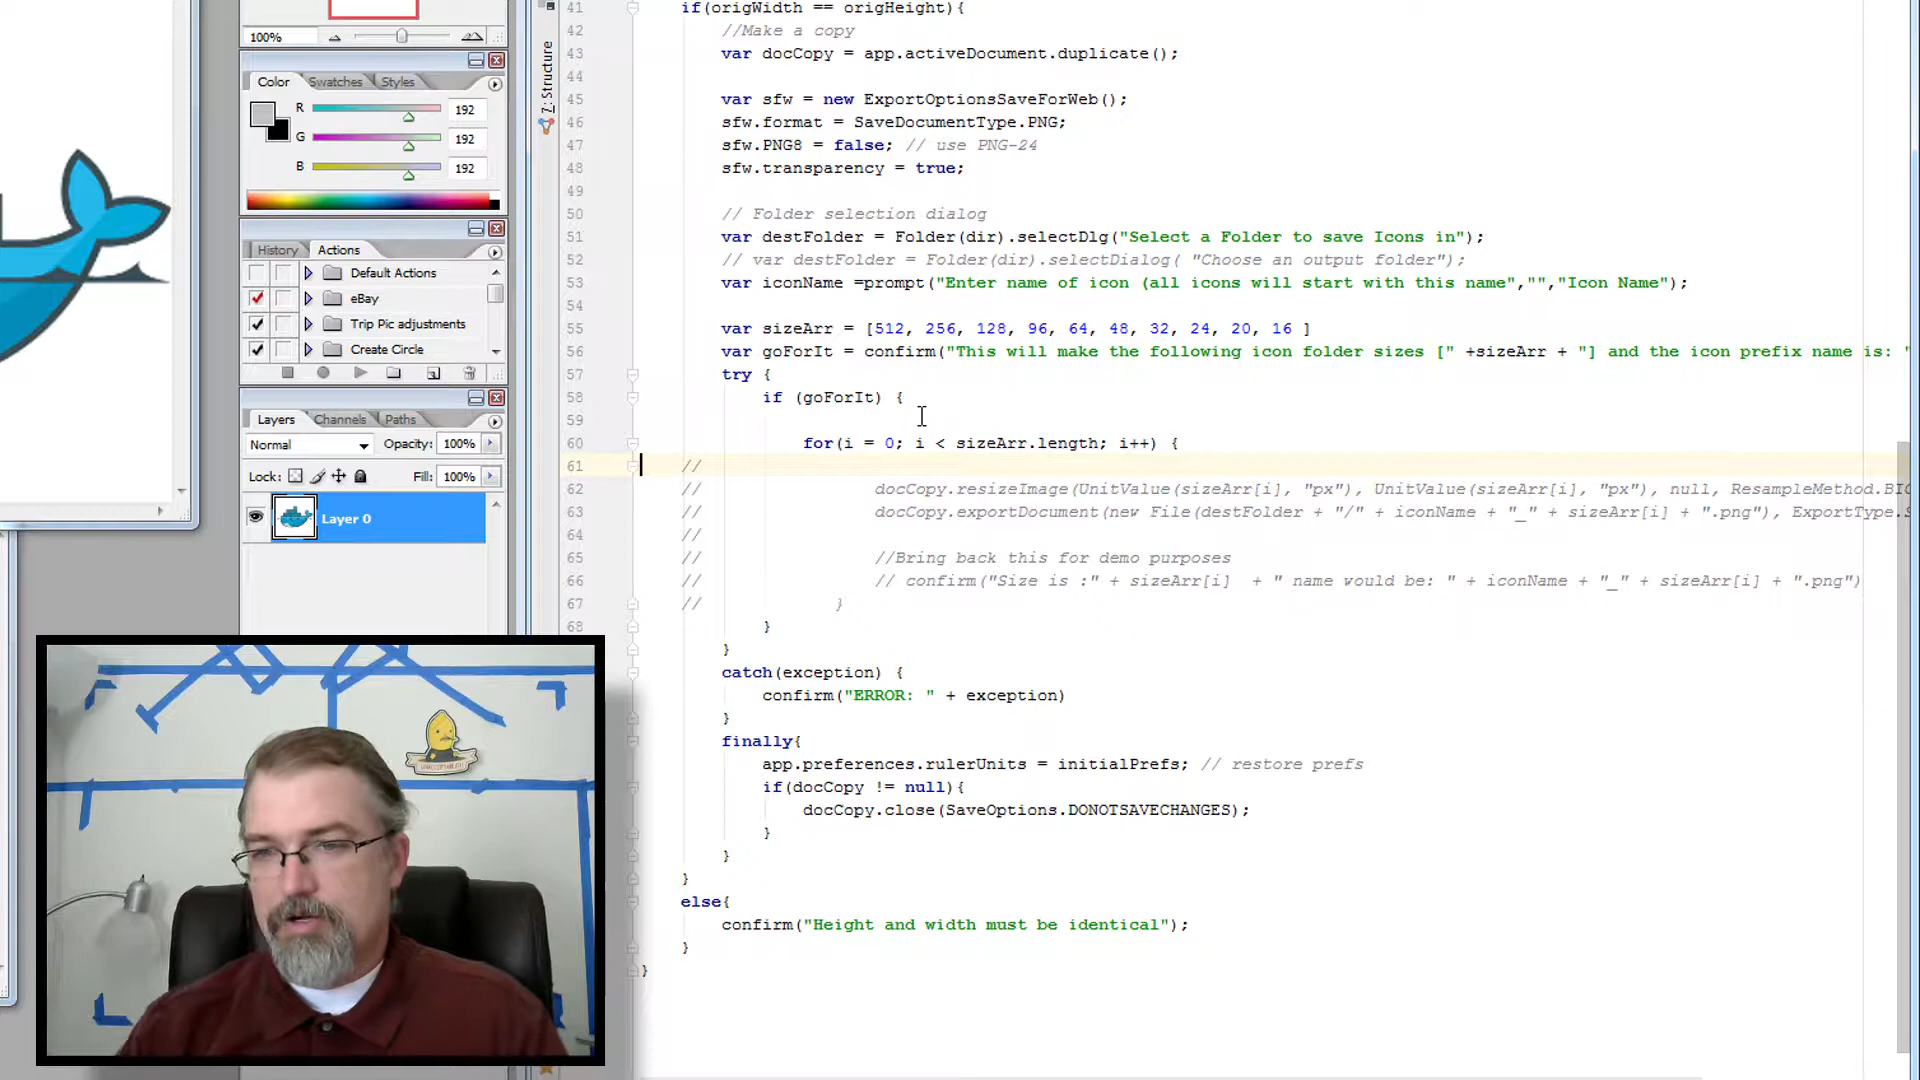 100%
Color Swatches Styles
R 192
G 192
B 192
History Actions
Default Actions
eBay
Trip Pic adjustments
Create Circle
Layers Channels Paths
Normal Opacity: 100%
Lock: Fill: 100%
Layer 0
7: Structure
41 if(origWidth == origHeight){
42 //Make a copy
43 var docCopy = app.activeDocument.duplicate();
44
45 var sfw = new ExportOptionsSaveForWeb();
46 sfw.format = SaveDocumentType.PNG;
47 sfw.PNG8 = false; // use PNG-24
48 sfw.transparency = true;
49
50 // Folder selection dialog
51 var destFolder = Folder(dir).selectDlg("Select a Folder to save Icons in");
52 // var destFolder = Folder(dir).selectDialog( "Choose an output folder");
53 var iconName =prompt("Enter name of icon (all icons will start with this name","","Icon Name");
54
55 var sizeArr = [512, 256, 128, 96, 64, 48, 32, 24, 20, 16 ]
56 var goForIt = confirm("This will make the following icon folder sizes [" +sizeArr + "] and the icon prefix name is: "
57 try {
58 if (goForIt) {
59
60 for(i = 0; i < sizeArr.length; i++) {
61 //
62 // docCopy.resizeImage(UnitValue(sizeArr[i], "px"), UnitValue(sizeArr[i], "px"), null, ResampleMethod.BIC
63 // docCopy.exportDocument(new File(destFolder + "/" + iconName + "_" + sizeArr[i] + ".png"), ExportType.S
64 //
65 // //Bring back this for demo purposes
66 // // confirm("Size is :" + sizeArr[i] + " name would be: " + iconName + "_" + sizeArr[i] + ".png")
67 // }
68 }
}
catch(exception) {
confirm("ERROR: " + exception)
}
finally{
app.preferences.rulerUnits = initialPrefs; // restore prefs
if(docCopy != null){
docCopy.close(SaveOptions.DONOTSAVECHANGES);
}
}
}
else{
confirm("Height and width must be identical");
}
}